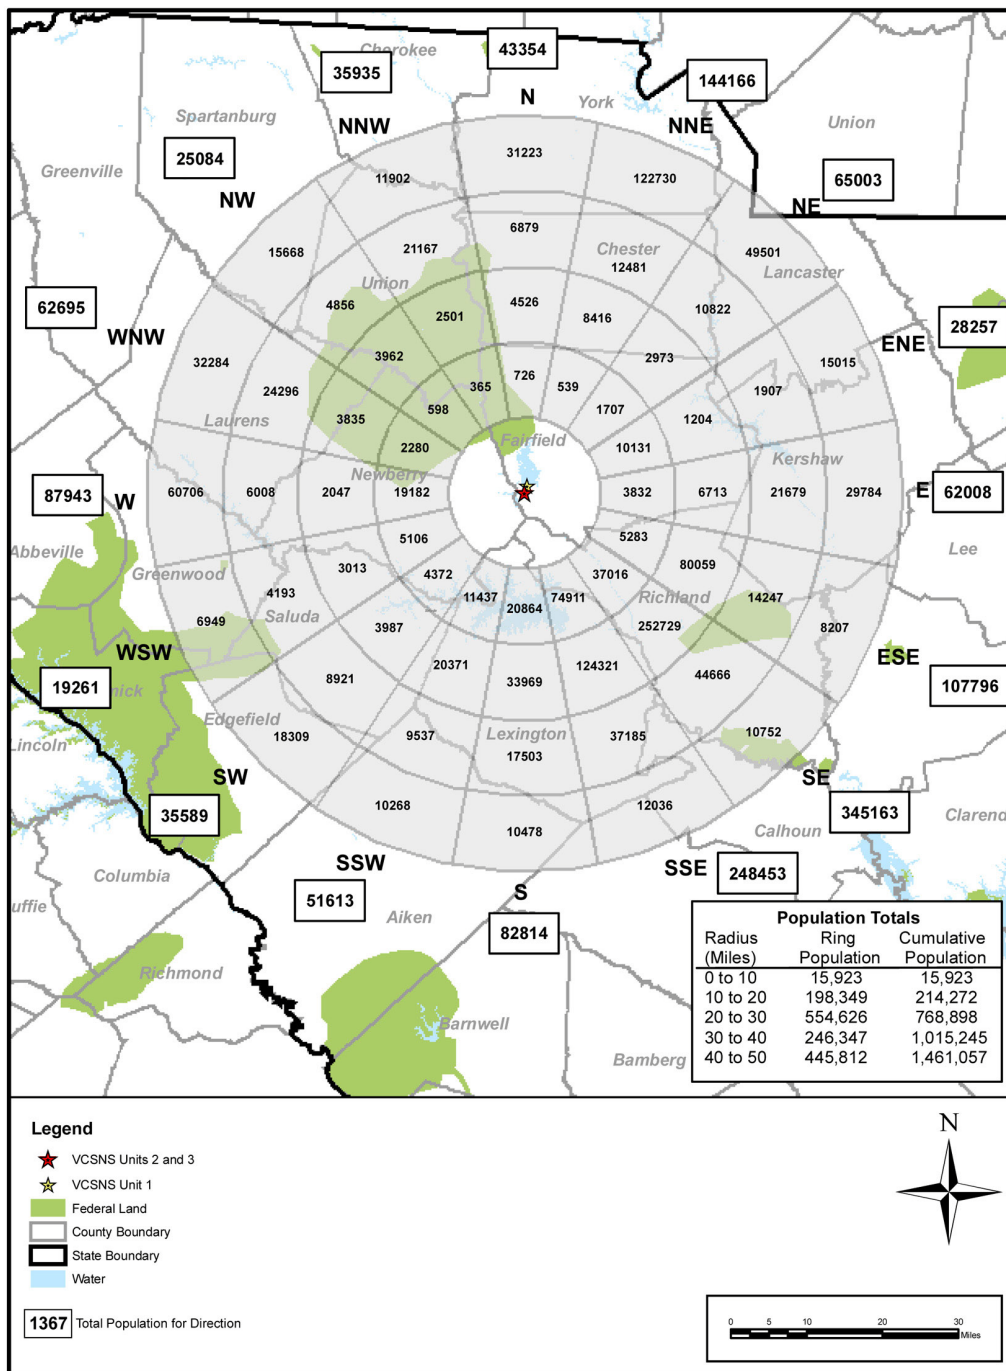 Cherokee
43354
35935
144166
N
York
NNE
Union
NNW
Spartanburg
25084
Greenville
65003
NW
NE
31223
11902
122730
6879
49501
15668
21167
Chester
12481
Lancaster
Union
62695
4856
2501
4526
8416
10822
28257
WNW
ENE
32284
3962
2973
15015
24296
365
726
539
1907
Laurens
3835
598
1707
1204
2280
Fairfield
10131
Kershaw
Newberry
87943
W
60706
6008
2047
19182
3832
6713
21679
29784
E
62008
Abbeville
5106
5283
Lee
Greenwood
3013
4372
37016
80059
4193
11437
20864
74911
Richland
14247
6949
Saluda
3987
252729
8207
WSW
ESE
19261
mick
8921
20371
33969
124321
44666
107796
Edgefield
Lincoln
18309
9537
Lexington
37185
10752
17503
SW
SE
35589
10268
12036
345163
10478
Calhoun
Clarend
SSW
SSE
248453
Columbia
51613
S
uffie
Aiken
82814
Richmond
Barnwell
Bamberg
Population Totals
Radius Ring Cumulative
(Miles) Population Population
0 to 10 15,923 15,923
10 to 20 198,349 214,272
20 to 30 554,626 768,898
30 to 40 246,347 1,015,245
40 to 50 445,812 1,461,057
Legend
VCSNS Units 2 and 3
VCSNS Unit 1
Federal Land
County Boundary
State Boundary
Water
1367 Total Population for Direction
N
0 5 10 20 30
Miles